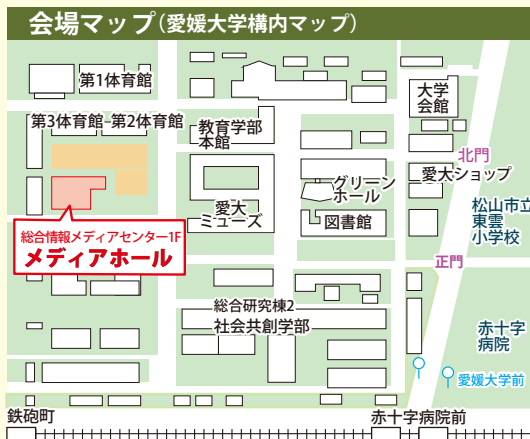 会場マップ(愛媛大学構内マップ)
第1体育館
大学
会館
第3体育館
第2体育館
教育学部
本館
北門
愛大ショップ
グリーン
ホール
愛大
ミューズ
図書館
松山市立
東雲
小学校
総合情報メディアセンター1F
メディアホール
正門
総合研究棟2
社会共創学部
赤十字
病院
愛媛大学前
鉄砲町
赤十字病院前